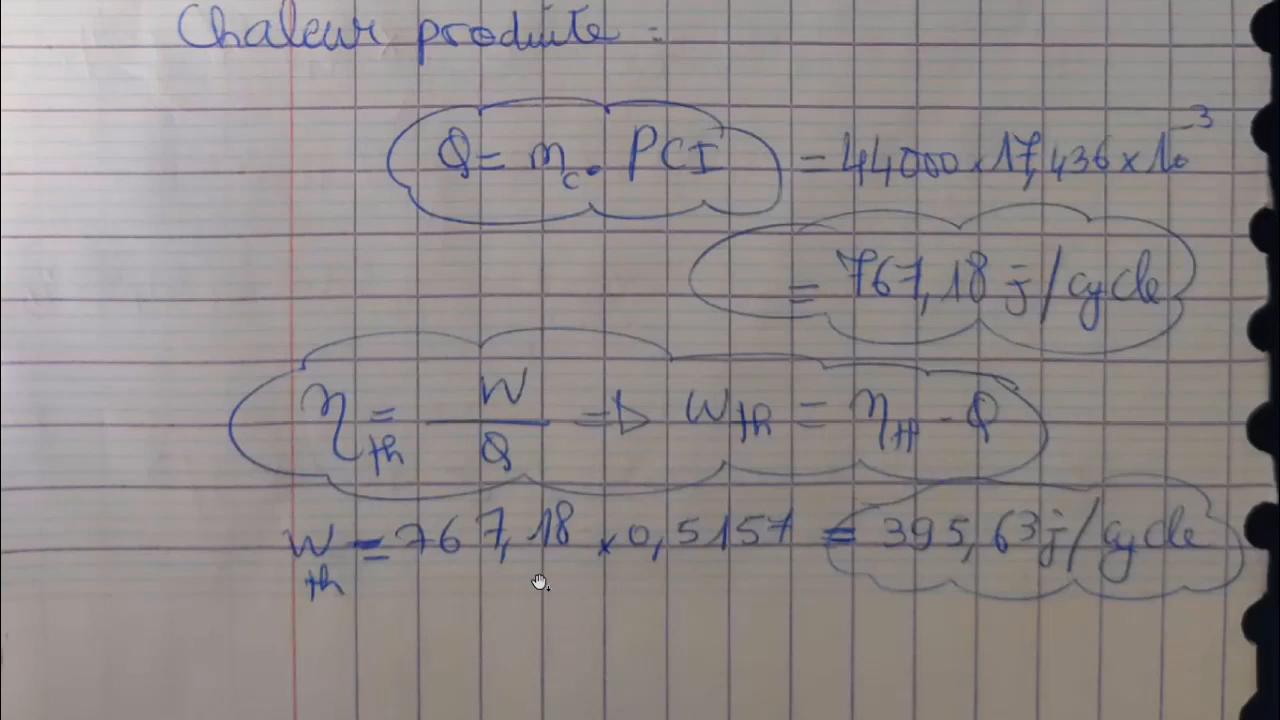 Chaleur produite :
Q = m_c . PCI = 44000 x 17,436 x 10^-3
= 767,18 j/cycle
η_th = W/Q => W_th = η_th . Q
W_th = 767,18 x 0,5157 = 395,63 j/cycle